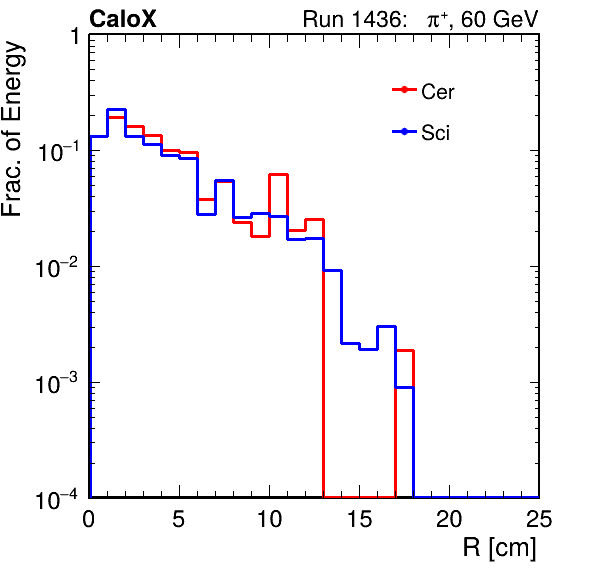 CaloX Run 1436: π⁺, 60 GeV
Frac. of Energy
1
10⁻¹
10⁻²
10⁻³
10⁻⁴
Cer
Sci
0 5 10 15 20 25
R [cm]